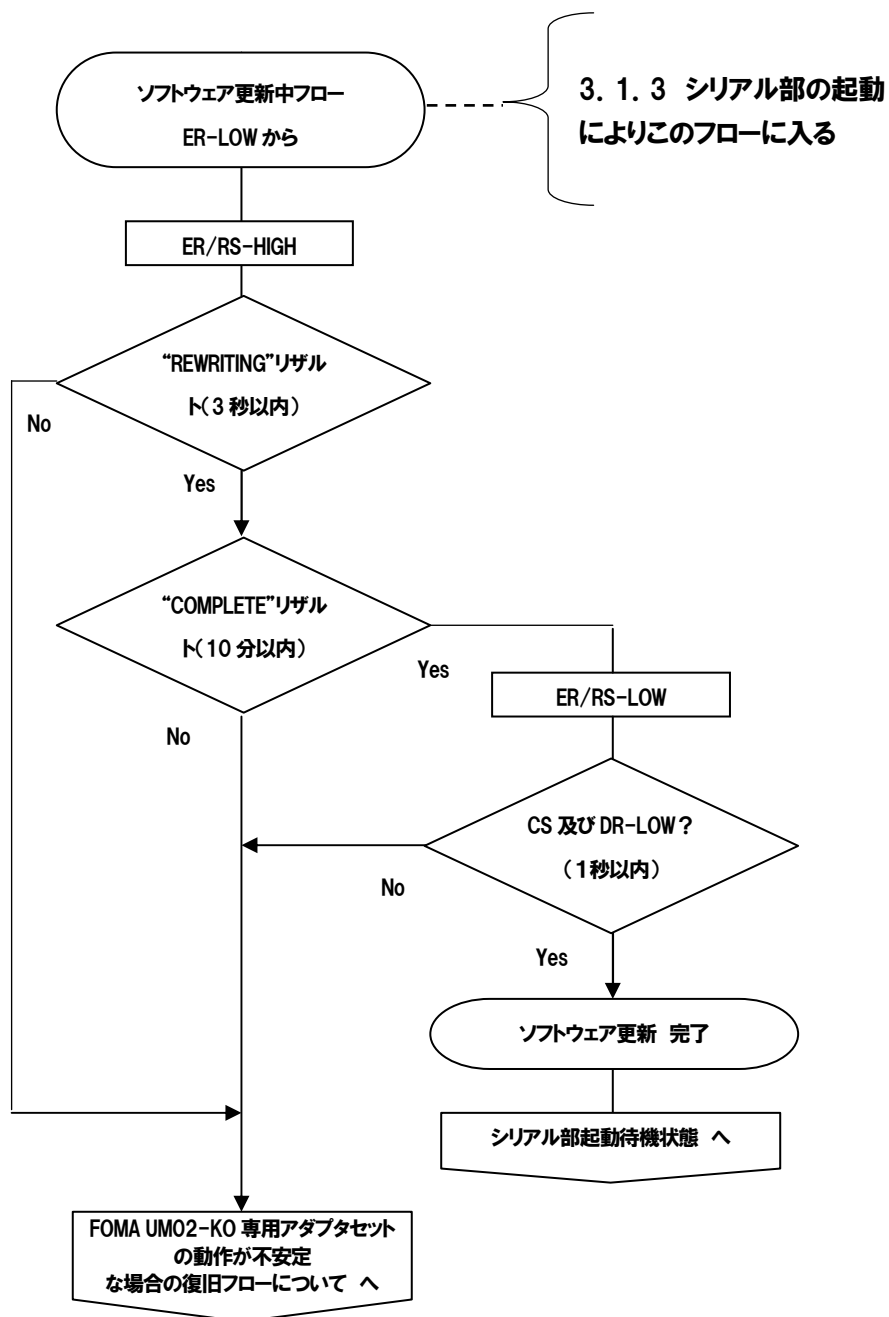 ソフトウェア更新中フロー
ER-LOW から
3.1.3 シリアル部の起動
によりこのフローに入る
ER/RS-HIGH
“REWRITING”リザル
ト(3 秒以内)
No
Yes
“COMPLETE”リザル
ト(10 分以内)
Yes
No
ER/RS-LOW
CS 及び DR-LOW?
(1秒以内)
No
Yes
ソフトウェア更新 完了
シリアル部起動待機状態 へ
FOMA UM02-KO 専用アダプタセット
の動作が不安定
な場合の復旧フローについて へ